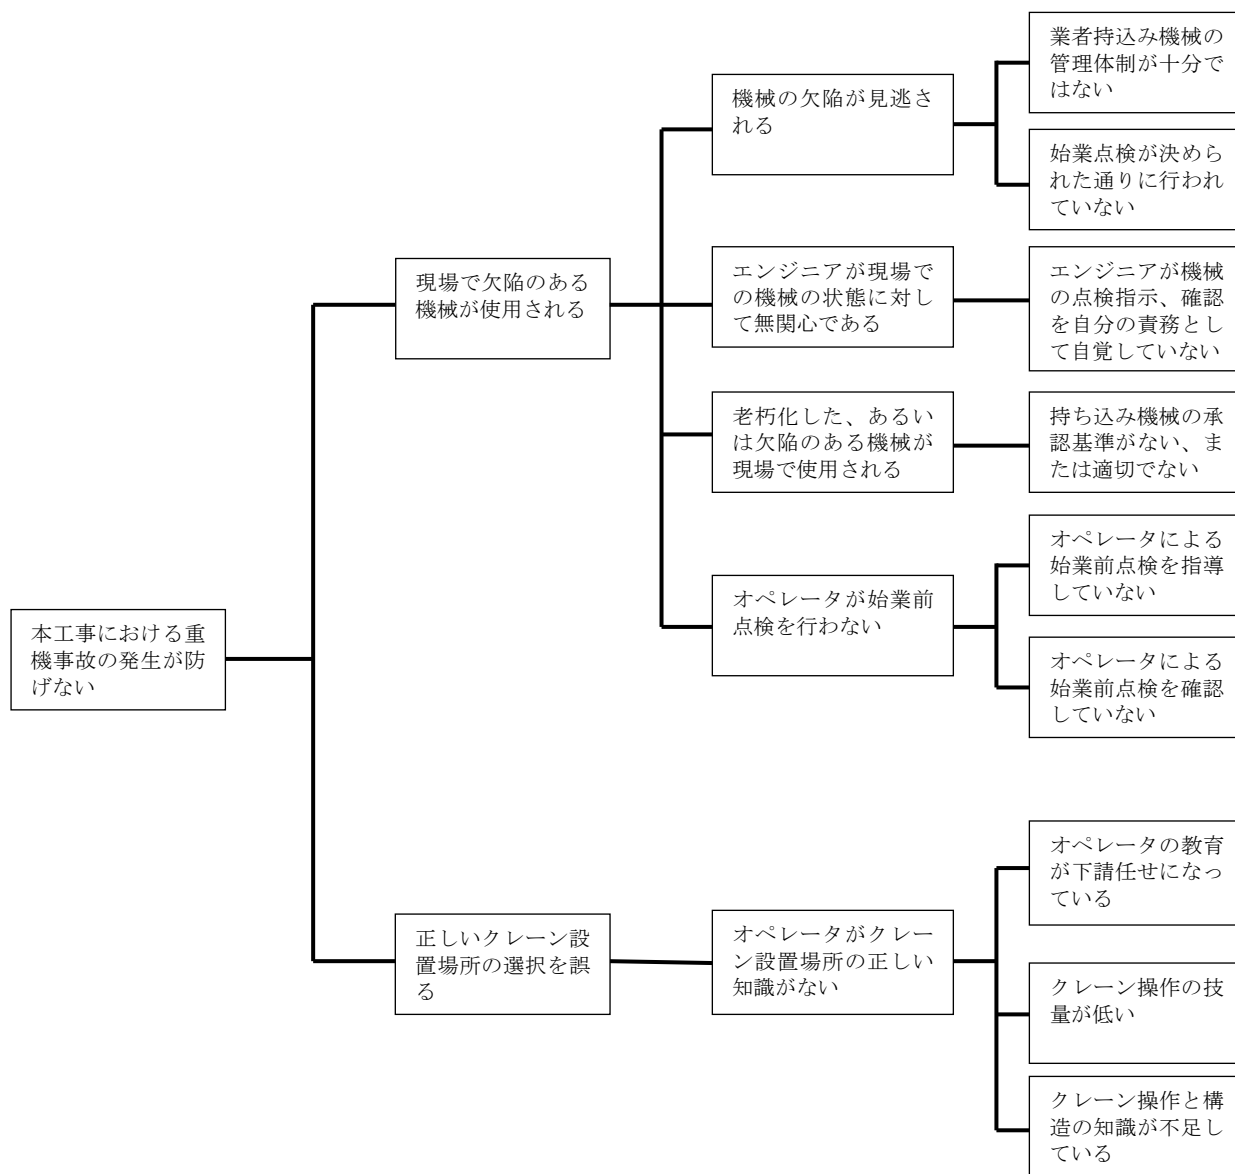 業者持込み機械の
管理体制が十分で
はない
機械の欠陥が見逃さ
れる
始業点検が決めら
れた通りに行われ
ていない
現場で欠陥のある
機械が使用される
エンジニアが現場で
の機械の状態に対し
て無関心である
エンジニアが機械
の点検指示、確認
を自分の責務とし
て自覚していない
老朽化した、あるい
は欠陥のある機械が
現場で使用される
持ち込み機械の承
認基準がない、ま
たは適切でない
オペレータによる
始業前点検を指導
していない
オペレータが始業前
点検を行わない
本工事における重
機事故の発生が防
げない
オペレータによる
始業前点検を確認
していない
オペレータの教育
が下請任せになっ
ている
正しいクレーン設
置場所の選択を誤
る
オペレータがクレー
ン設置場所の正しい
知識がない
クレーン操作の技
量が低い
クレーン操作と構
造の知識が不足し
ている